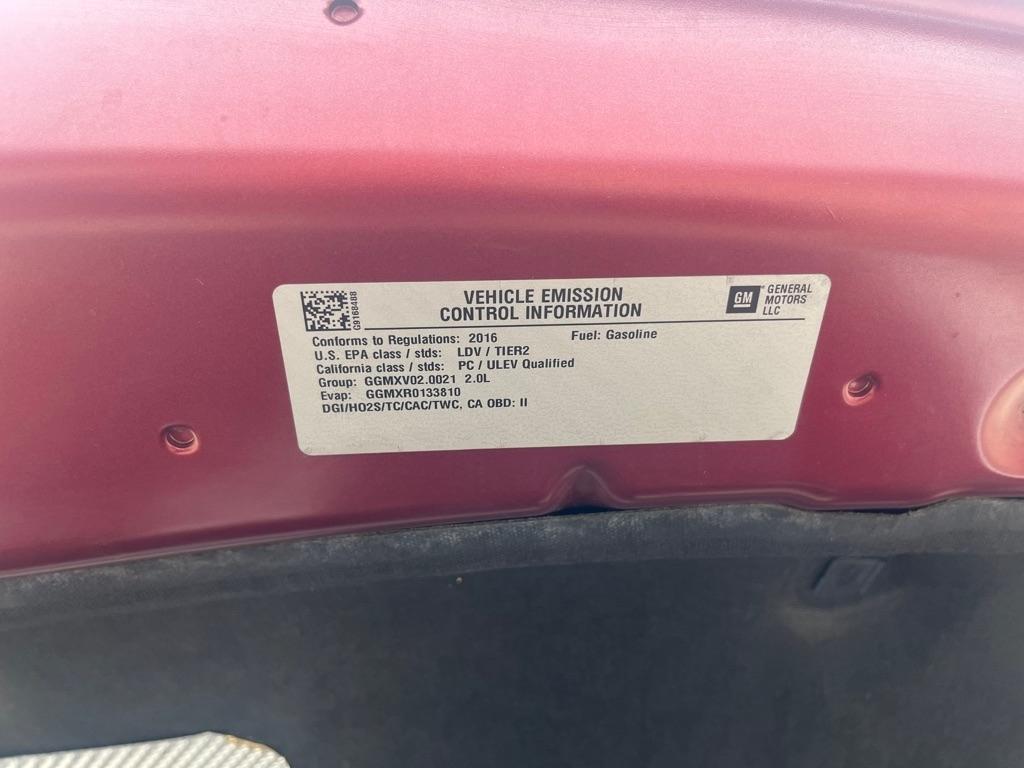 G9168488
VEHICLE EMISSION
CONTROL INFORMATION
GM
GENERAL
MOTORS
LLC
Conforms to Regulations: 2016 Fuel: Gasoline
U.S. EPA class / stds: LDV / TIER2
California class / stds: PC / ULEV Qualified
Group: GGMXV02.0021 2.0L
Evap: GGMXR0133810
DGI/HO2S/TC/CAC/TWC, CA OBD: II